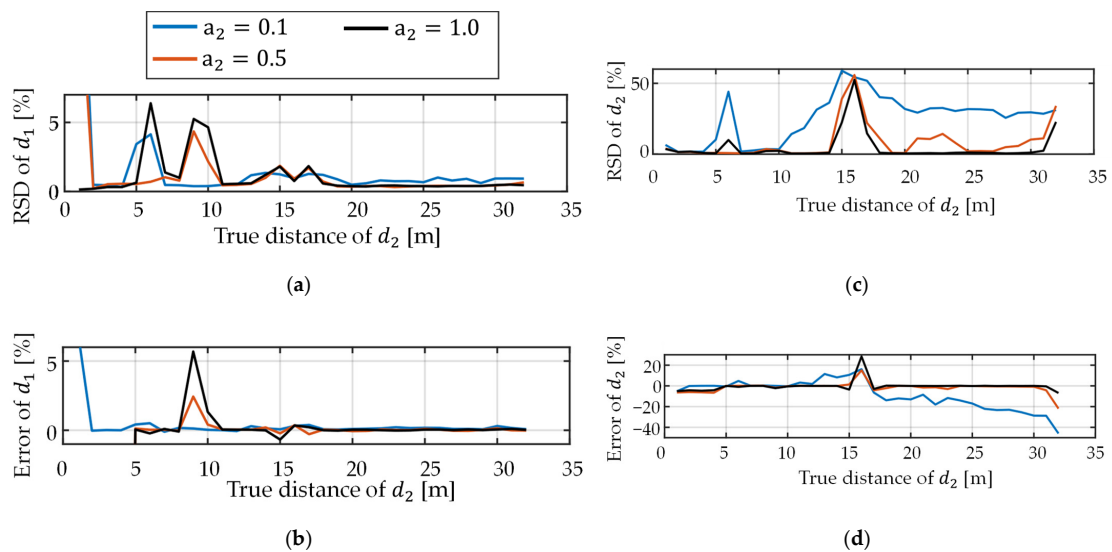 a₂ = 0.1
a₂ = 1.0
a₂ = 0.5
RSD of d₁ [%]
5
0
0 5 10 15 20 25 30 35
True distance of d₂ [m]
(a)
RSD of d₂ [%]
50
0
0 5 10 15 20 25 30 35
True distance of d₂ [m]
(c)
Error of d₁ [%]
5
0
0 5 10 15 20 25 30 35
True distance of d₂ [m]
(b)
Error of d₂ [%]
20
0
−20
−40
0 5 10 15 20 25 30 35
True distance of d₂ [m]
(d)